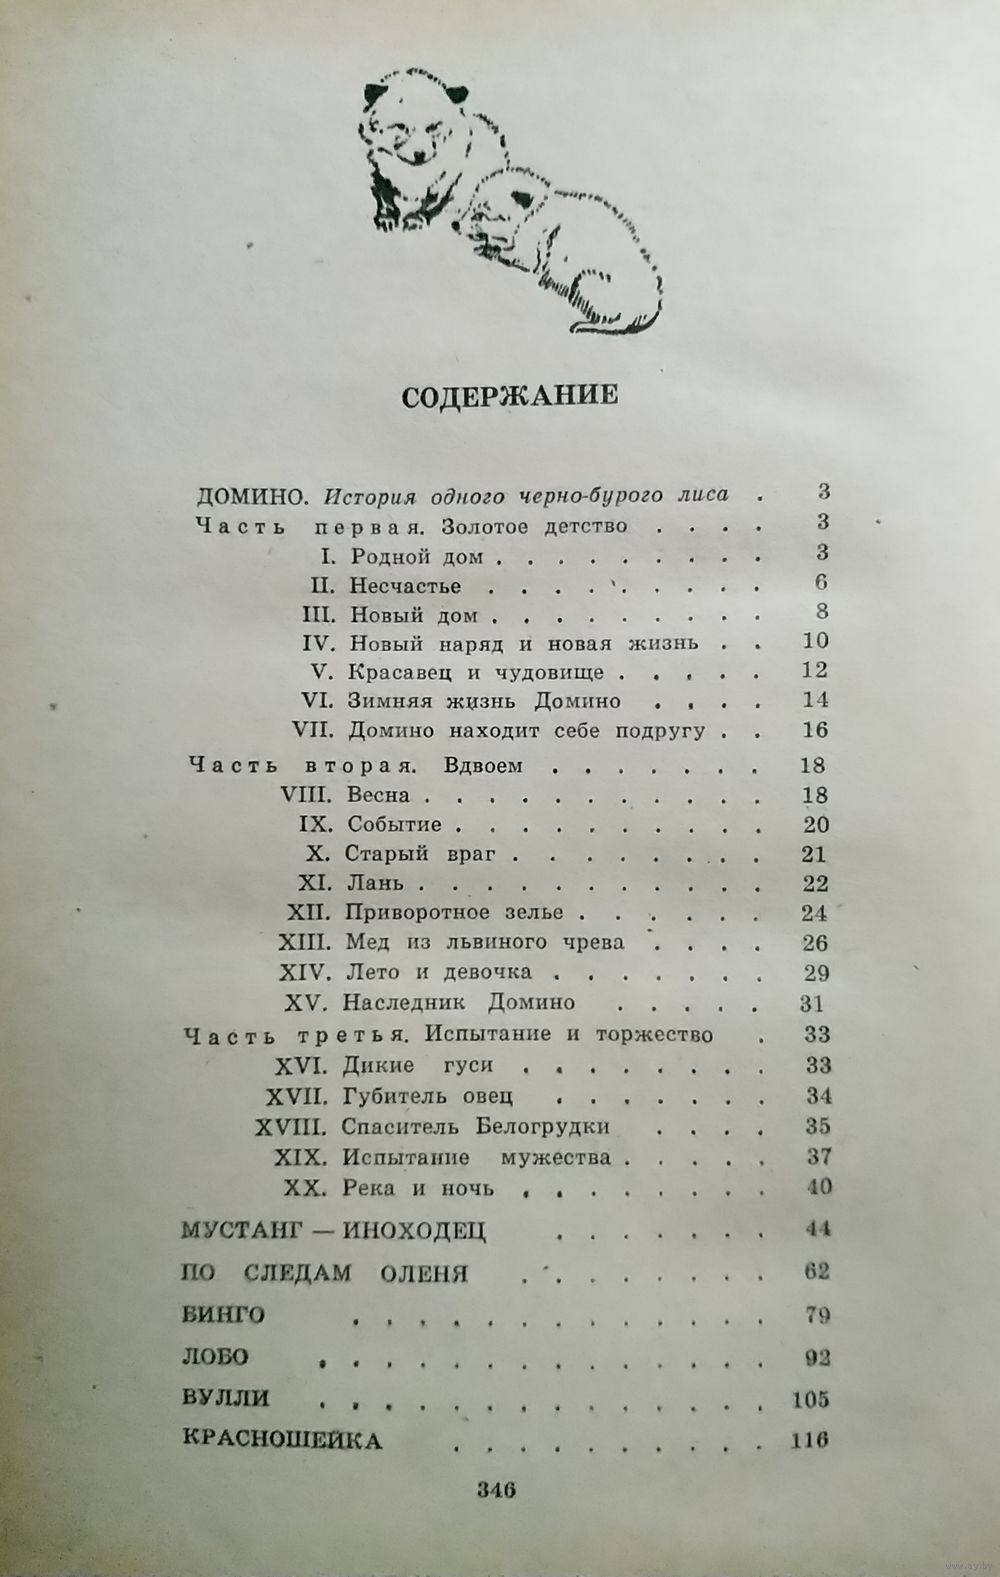 СОДЕРЖАНИЕ
ДОМИНО. История одного черно-бурого лиса . 3
Часть первая. Золотое детство . . . . 3
I. Родной дом . . . . . . . . . 3
II. Несчастье . . . . . . . . . 6
III. Новый дом . . . . . . . . . 8
IV. Новый наряд и новая жизнь . . 10
V. Красавец и чудовище . . . . . 12
VI. Зимняя жизнь Домино . . . . 14
VII. Домино находит себе подругу . . 16
Часть вторая. Вдвоем . . . . . . . 18
VIII. Весна . . . . . . . . . . . 18
IX. Событие . . . . . . . . . . 20
X. Старый враг . . . . . . . . 21
XI. Лань . . . . . . . . . . . 22
XII. Приворотное зелье . . . . . . 24
XIII. Мед из львиного чрева . . . . 26
XIV. Лето и девочка . . . . . . . 29
XV. Наследник Домино . . . . . 31
Часть третья. Испытание и торжество . 33
XVI. Дикие гуси . . . . . . . . 33
XVII. Губитель овец . . . . . . . 34
XVIII. Спаситель Белогрудки . . . . 35
XIX. Испытание мужества . . . . . 37
XX. Река и ночь . . . . . . . . 40
МУСТАНГ — ИНОХОДЕЦ . . . . . . . 44
ПО СЛЕДАМ ОЛЕНЯ . . . . . . . . 62
БИНГО . . . . . . . . . . . . . 79
ЛОБО . . . . . . . . . . . . . . 92
ВУЛЛИ . . . . . . . . . . . . . . 105
КРАСНОШЕЙКА . . . . . . . . . . 116
346
www.ay.by